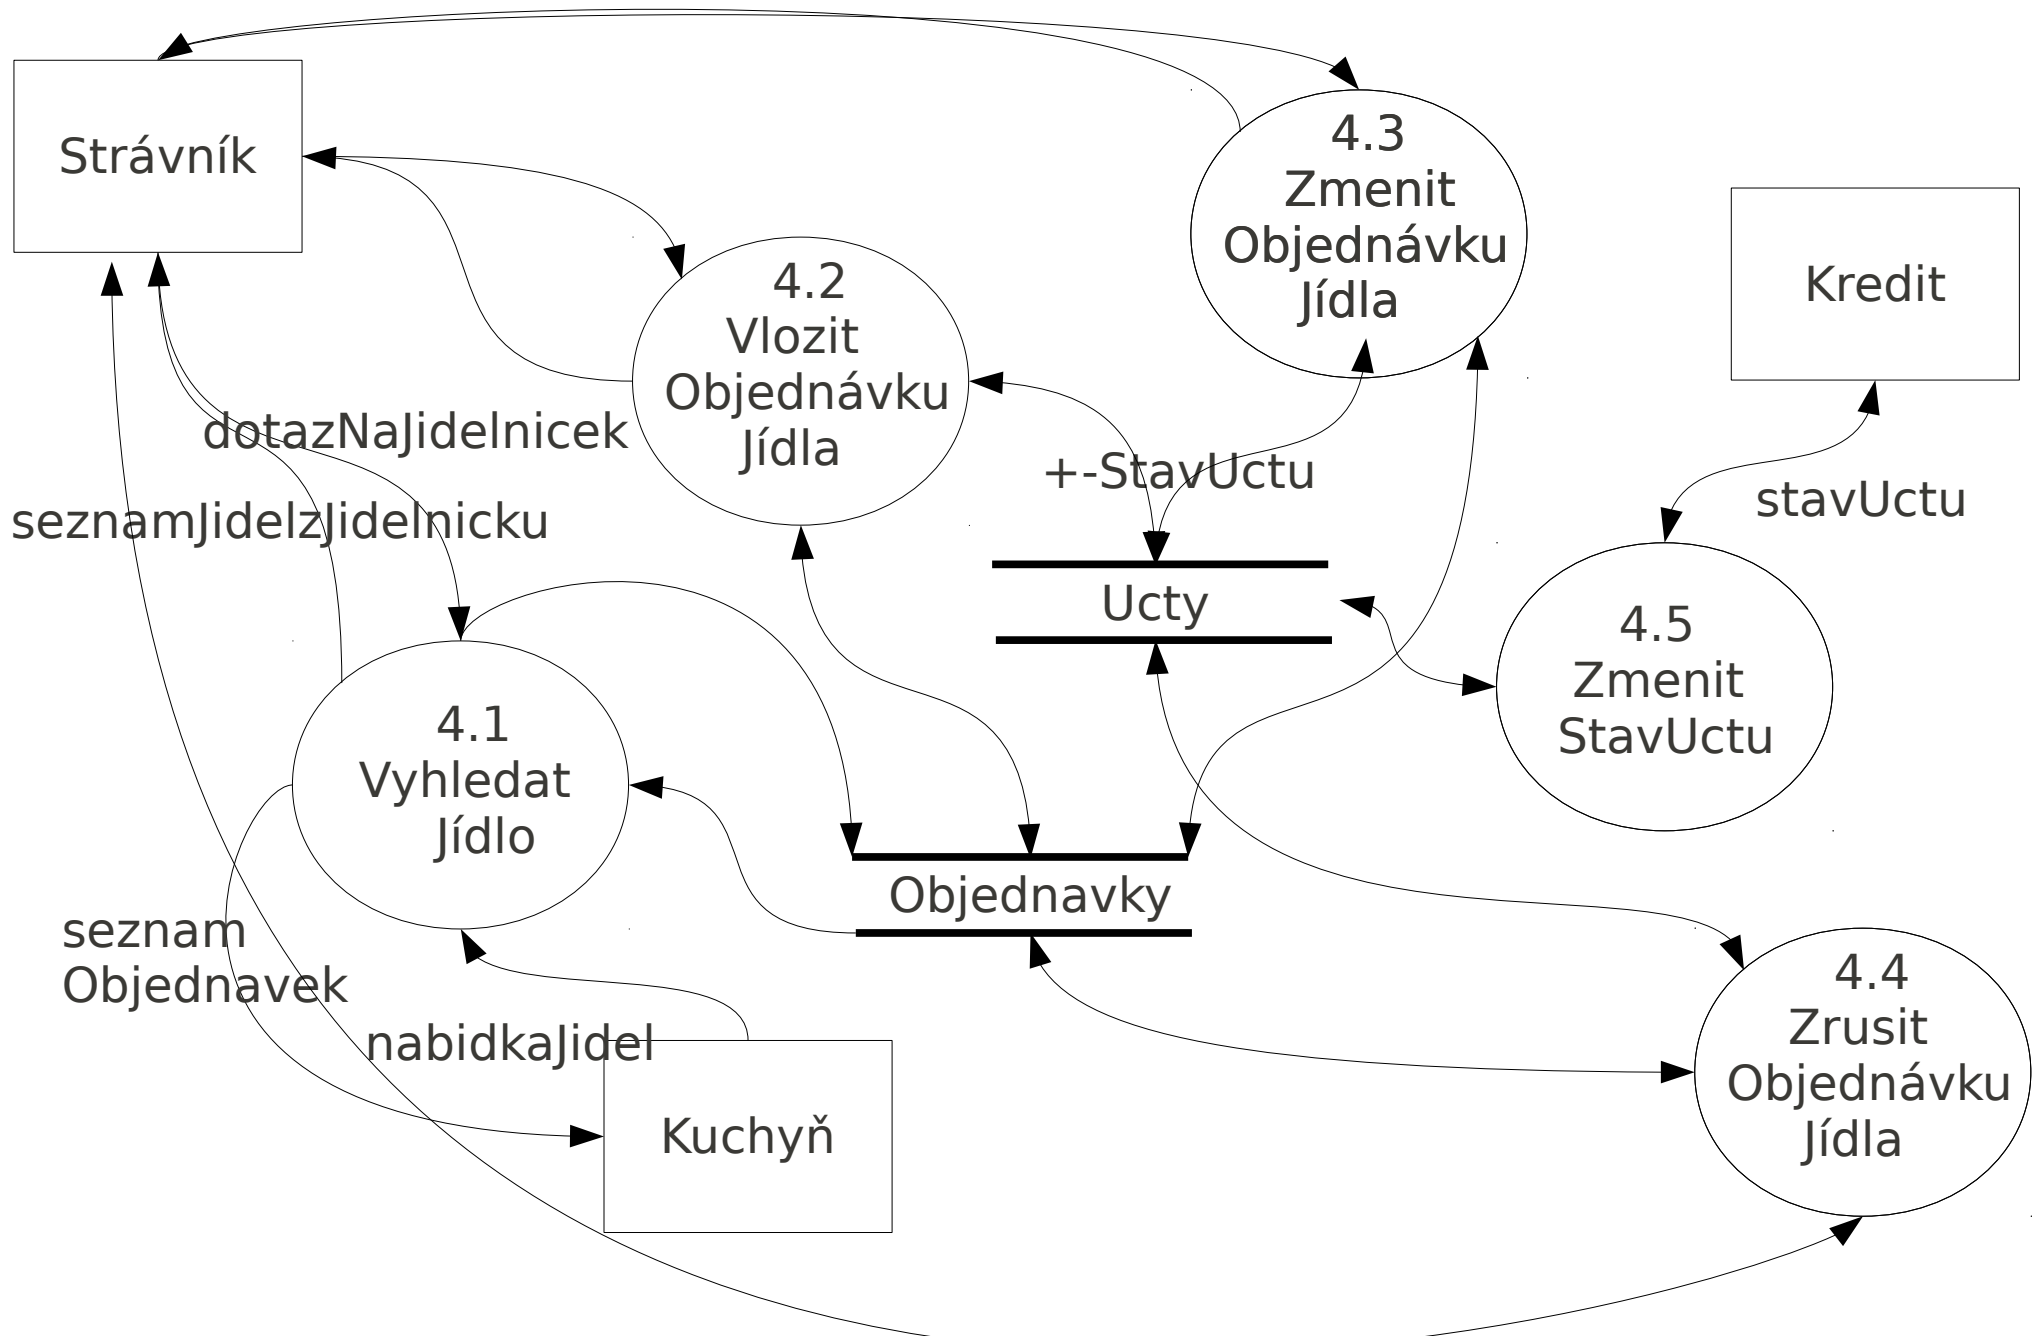 4.3
Zmenit
Objednávku
Jídla
Strávník
Kredit
4.2
Vlozit
Objednávku
Jídla
dotazNaJidelnicek
+-StavUctu
stavUctu
seznamJidelzJidelnicku
Ucty
4.5
Zmenit
StavUctu
4.1
Vyhledat
Jídlo
Objednavky
seznam
Objednavek
4.4
Zrusit
Objednávku
Jídla
nabidkaJidel
Kuchyň